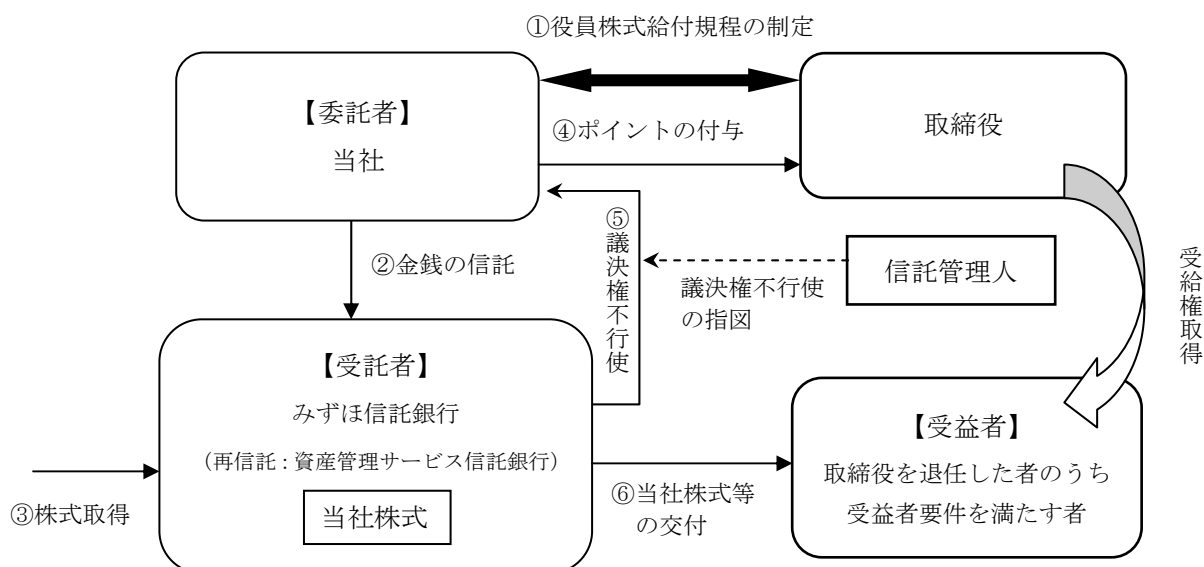 ①役員株式給付規程の制定
【委託者】
当社
④ポイントの付与
取締役
②金銭の信託
⑤議決権不行使
議決権不行使
の指図
信託管理人
受給権取得
【受託者】
みずほ信託銀行
（再信託：資産管理サービス信託銀行）
当社株式
③株式取得
⑥当社株式等
の交付
【受益者】
取締役を退任した者のうち
受益者要件を満たす者